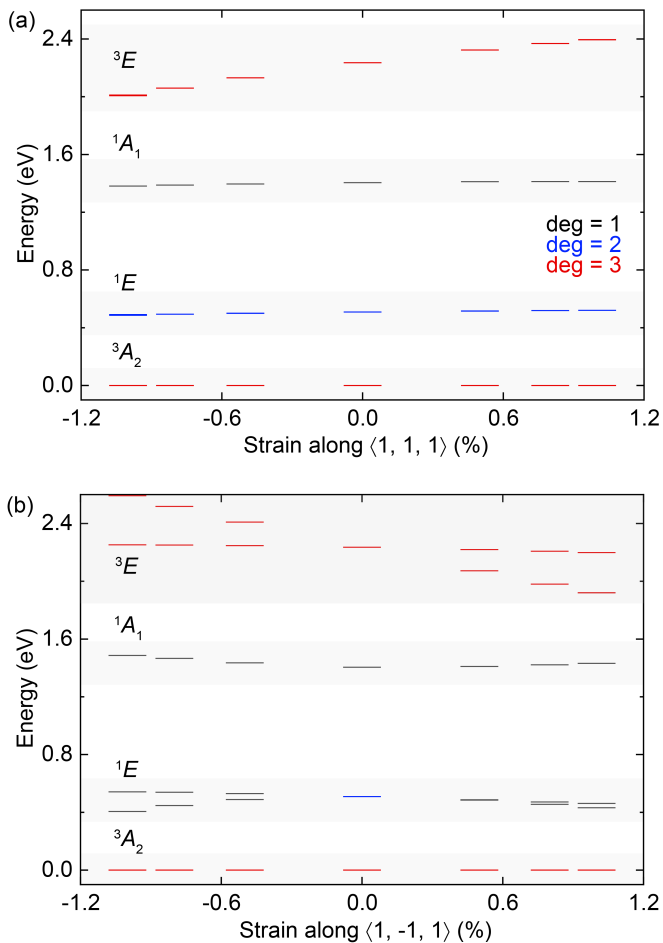 (a)
2.4
³E
¹A₁
1.6
Energy (eV)
deg = 1
deg = 2
deg = 3
0.8
¹E
³A₂
0.0
-1.2 -0.6 0.0 0.6 1.2
Strain along ⟨1, 1, 1⟩ (%)
(b)
2.4
³E
¹A₁
1.6
Energy (eV)
0.8
¹E
³A₂
0.0
-1.2 -0.6 0.0 0.6 1.2
Strain along ⟨1, -1, 1⟩ (%)